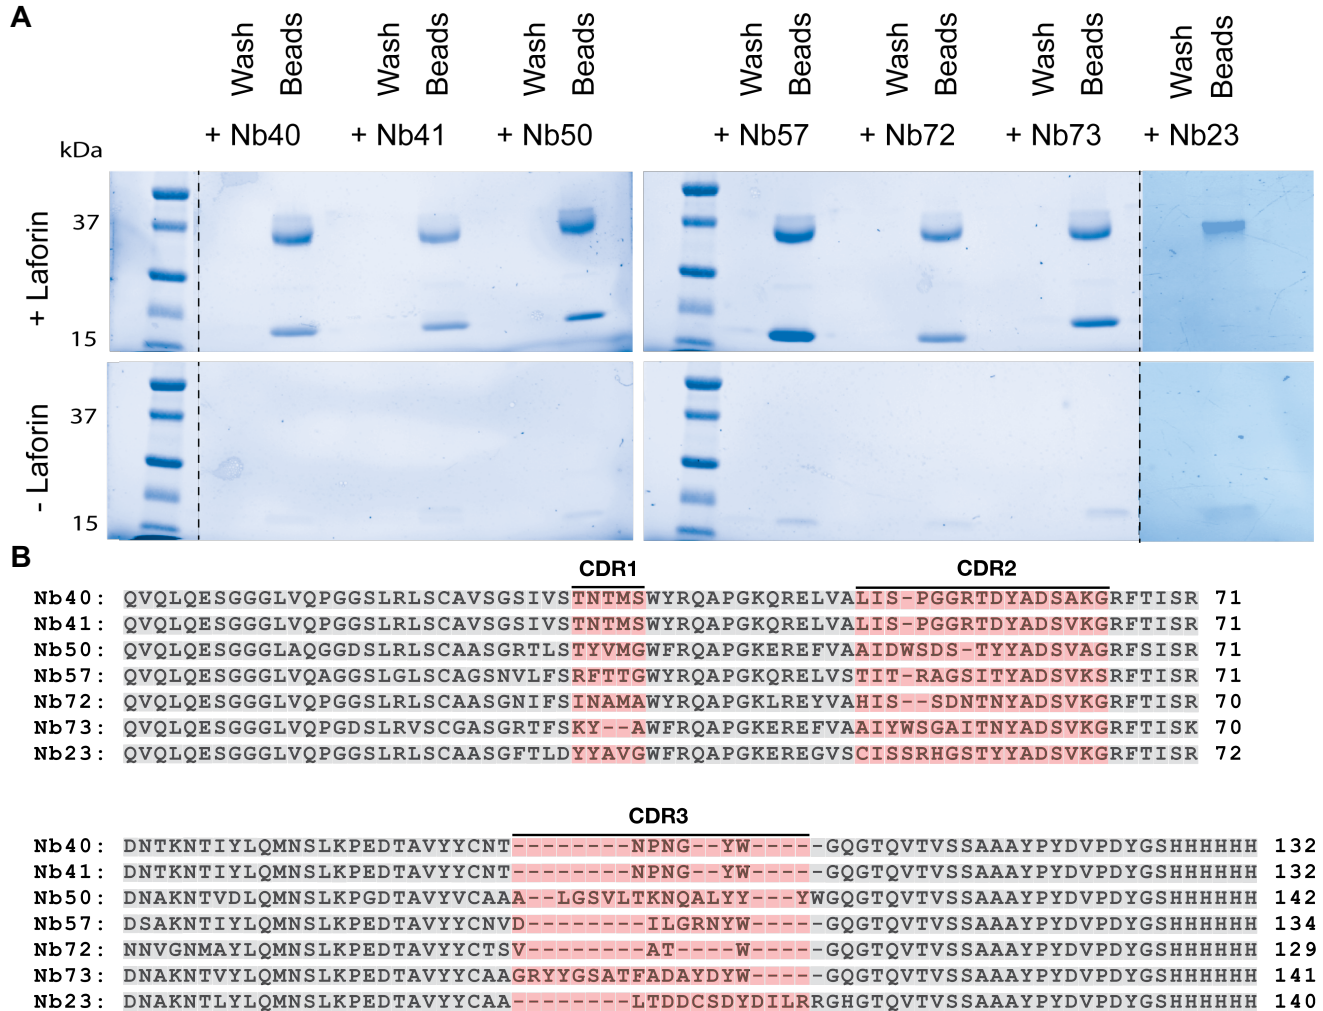 A
Wash Beads Wash Beads Wash Beads Wash Beads Wash Beads Wash Beads Wash Beads
+ Nb40 + Nb41 + Nb50 + Nb57 + Nb72 + Nb73 + Nb23
kDa
+ Laforin
37
15
- Laforin
37
15
B
CDR1 CDR2
Nb40: QVQLQESGGGLVQPGGSLRLSCAVSGSIVSTNTMSWYRQAPGKQRELVALIS-PGGRTDYADSAKGRFTISR 71
Nb41: QVQLQESGGGLVQPGGSLRLSCAVSGSIVSTNTMSWYRQAPGKQRELVALIS-PGGRTDYADSVKGRFTISR 71
Nb50: QVQLQESGGGLAQGGDSLRLSCAASGRTLSTYVMGWFRQAPGKEREFVAAIDWSDS-TYYADSVAGRFSISR 71
Nb57: QVQLQESGGGLVQAGGSLGLSCAGSNVLFSRFTTGWYRQAPGKQRELVSTIT-RAGSITYADSVKSRFTISR 71
Nb72: QVQLQESGGGLVQPGGSLRLSCAASGNIFSINAMAWYRQAPGKLREYVAHIS--SDNTNYADSVKGRFTISR 70
Nb73: QVQLQESGGGLVQPGDSLRVSCAGSGRTFSKY--AWFRQAPGKEREFVAAIYWSGAITNYADSVKGRFTISK 70
Nb23: QVQLQESGGGLVQPGGSLRLSCAASGFTLDYYAVGWFRQAPGKEREGVSCISSRHGSTYYADSVKGRFTISR 72
CDR3
Nb40: DNTKNTIYLQMNSLKPEDTAVYYCNT--------NPNG--YW-----GQGTQVTVSSAAAYPYDVPDYGSHHHHHH 132
Nb41: DNTKNTIYLQMNSLKPEDTAVYYCNT--------NPNG--YW-----GQGTQVTVSSAAAYPYDVPDYGSHHHHHH 132
Nb50: DNAKNTVDLQMNSLKPEDTAVYVCAAA--LGSVLTKNQALYY---YWGQGTQVTVSSAAAYPYDVPDYGSHHHHHH 142
Nb57: DSAKNTIYLQMNSLKPEDTAVYYCNVD--------ILGRNYW-----GQGTQVTVSSAAAYPYDVPDYGSHHHHHH 134
Nb72: NNVGNMAYLQMNSLKPEDTAVYYCTSV--------AT----W-----GQGTQVTVSSAAAYPYDVPDYGSHHHHHH 129
Nb73: DNAKNTVYLQMNSLKPEDTAVYYCAAGRYYGSATFADAYDYW-----GQGTQVTVSSAAAYPYDVPDYGSHHHHHH 141
Nb23: DNAKNTLYLQMNSLKPEDTAVYYCAA--------LTDDCSDYDILRRGHGTQVTVSSAAAYPYDVPDYGSHHHHHH 140